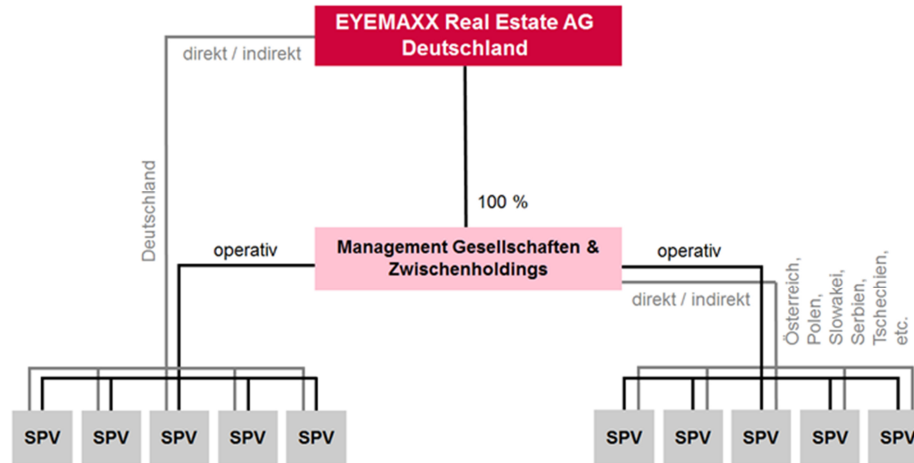 EYEMAXX Real Estate AG
Deutschland
direkt / indirekt
Deutschland
100 %
operativ
Management Gesellschaften &
Zwischenholdings
operativ
direkt / indirekt
Österreich,
Polen,
Slowakei,
Serbien,
Tschechien,
etc.
SPV
SPV
SPV
SPV
SPV
SPV
SPV
SPV
SPV
SPV